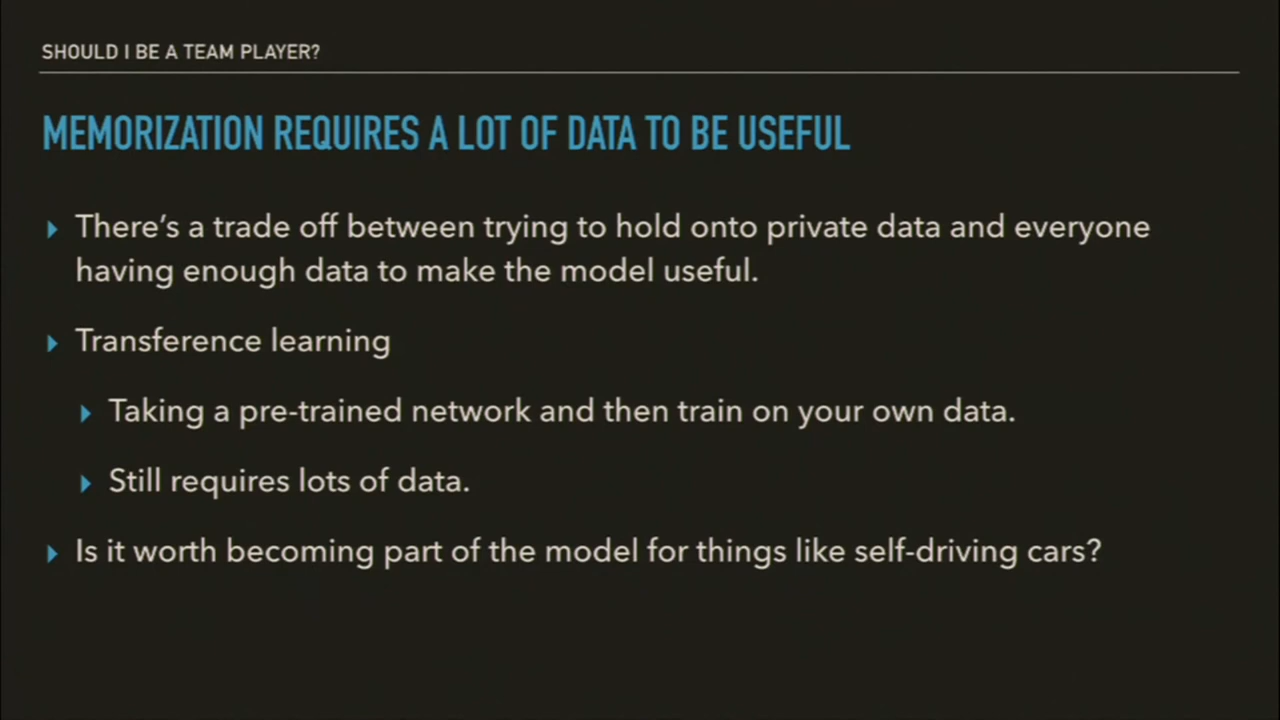 SHOULD I BE A TEAM PLAYER?
MEMORIZATION REQUIRES A LOT OF DATA TO BE USEFUL
There's a trade off between trying to hold onto private data and everyone
having enough data to make the model useful.
Transference learning
Taking a pre-trained network and then train on your own data.
Still requires lots of data.
Is it worth becoming part of the model for things like self-driving cars?